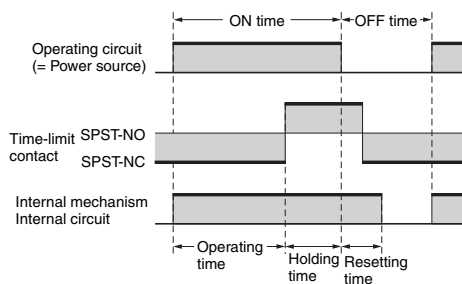 ON time
OFF time
Operating circuit
(= Power source)
Time-limit
contact
SPST-NO
SPST-NC
Internal mechanism
Internal circuit
Operating
time
Holding
time
Resetting
time